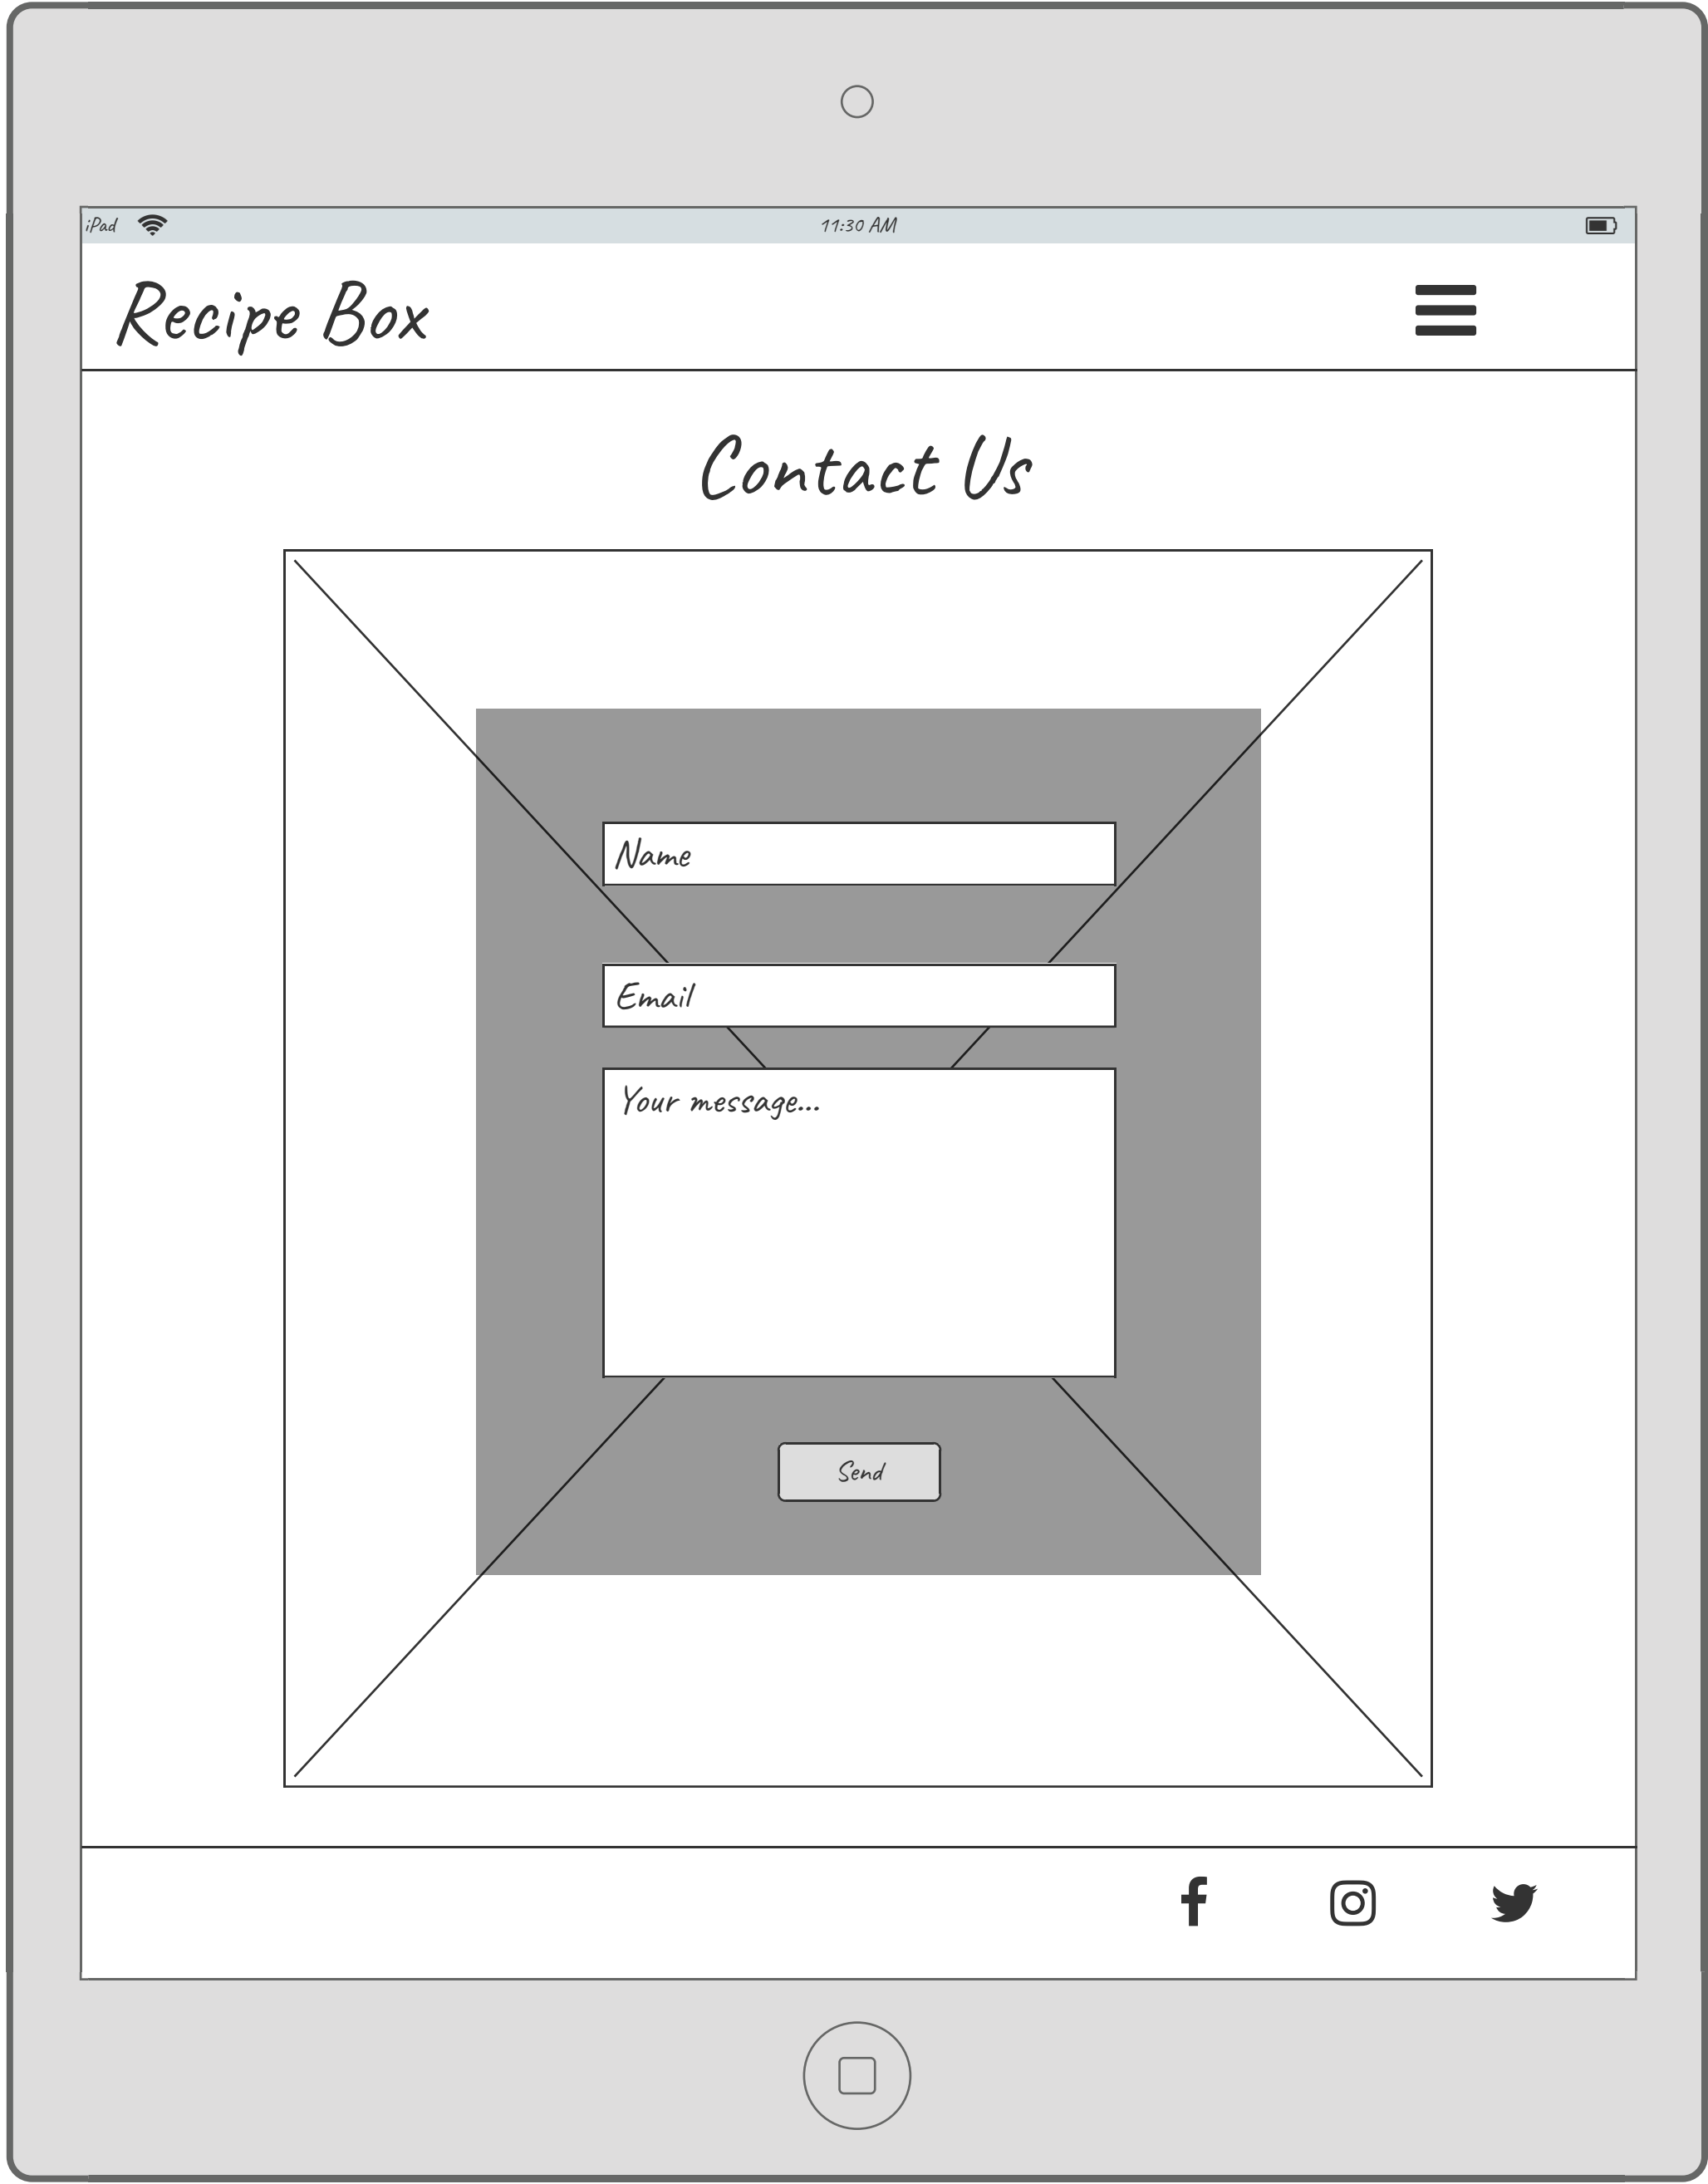 iPad 11:30 AM
Recipe Box
Contact Us
Name
Email
Your message...
Send